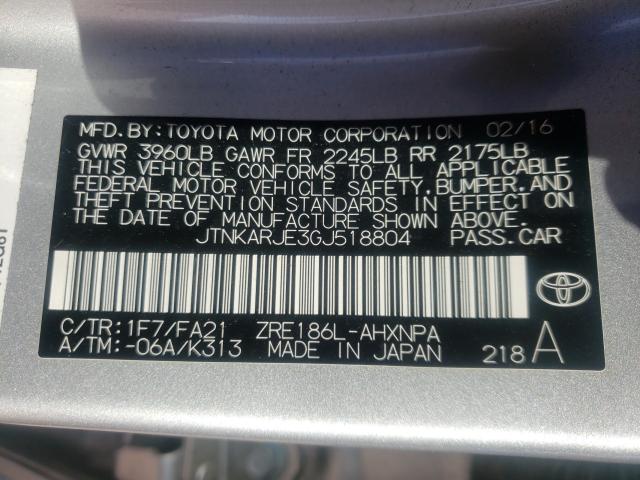 MFD. BY: TOYOTA MOTOR CORPORATION 02/16
GVWR 3960LB GAWR FR 2245LB RR 2175LB
THIS VEHICLE CONFORMS TO ALL APPLICABLE
FEDERAL MOTOR VEHICLE SAFETY, BUMPER, AND
THEFT PREVENTION STANDARDS IN EFFECT ON
THE DATE OF MANUFACTURE SHOWN ABOVE.
JTNKARJE3GJ518804 PASS. CAR
C/TR: 1F7/FA21 ZRE186L-AHXNPA
A/TM: -06A/K313 MADE IN JAPAN 218 A